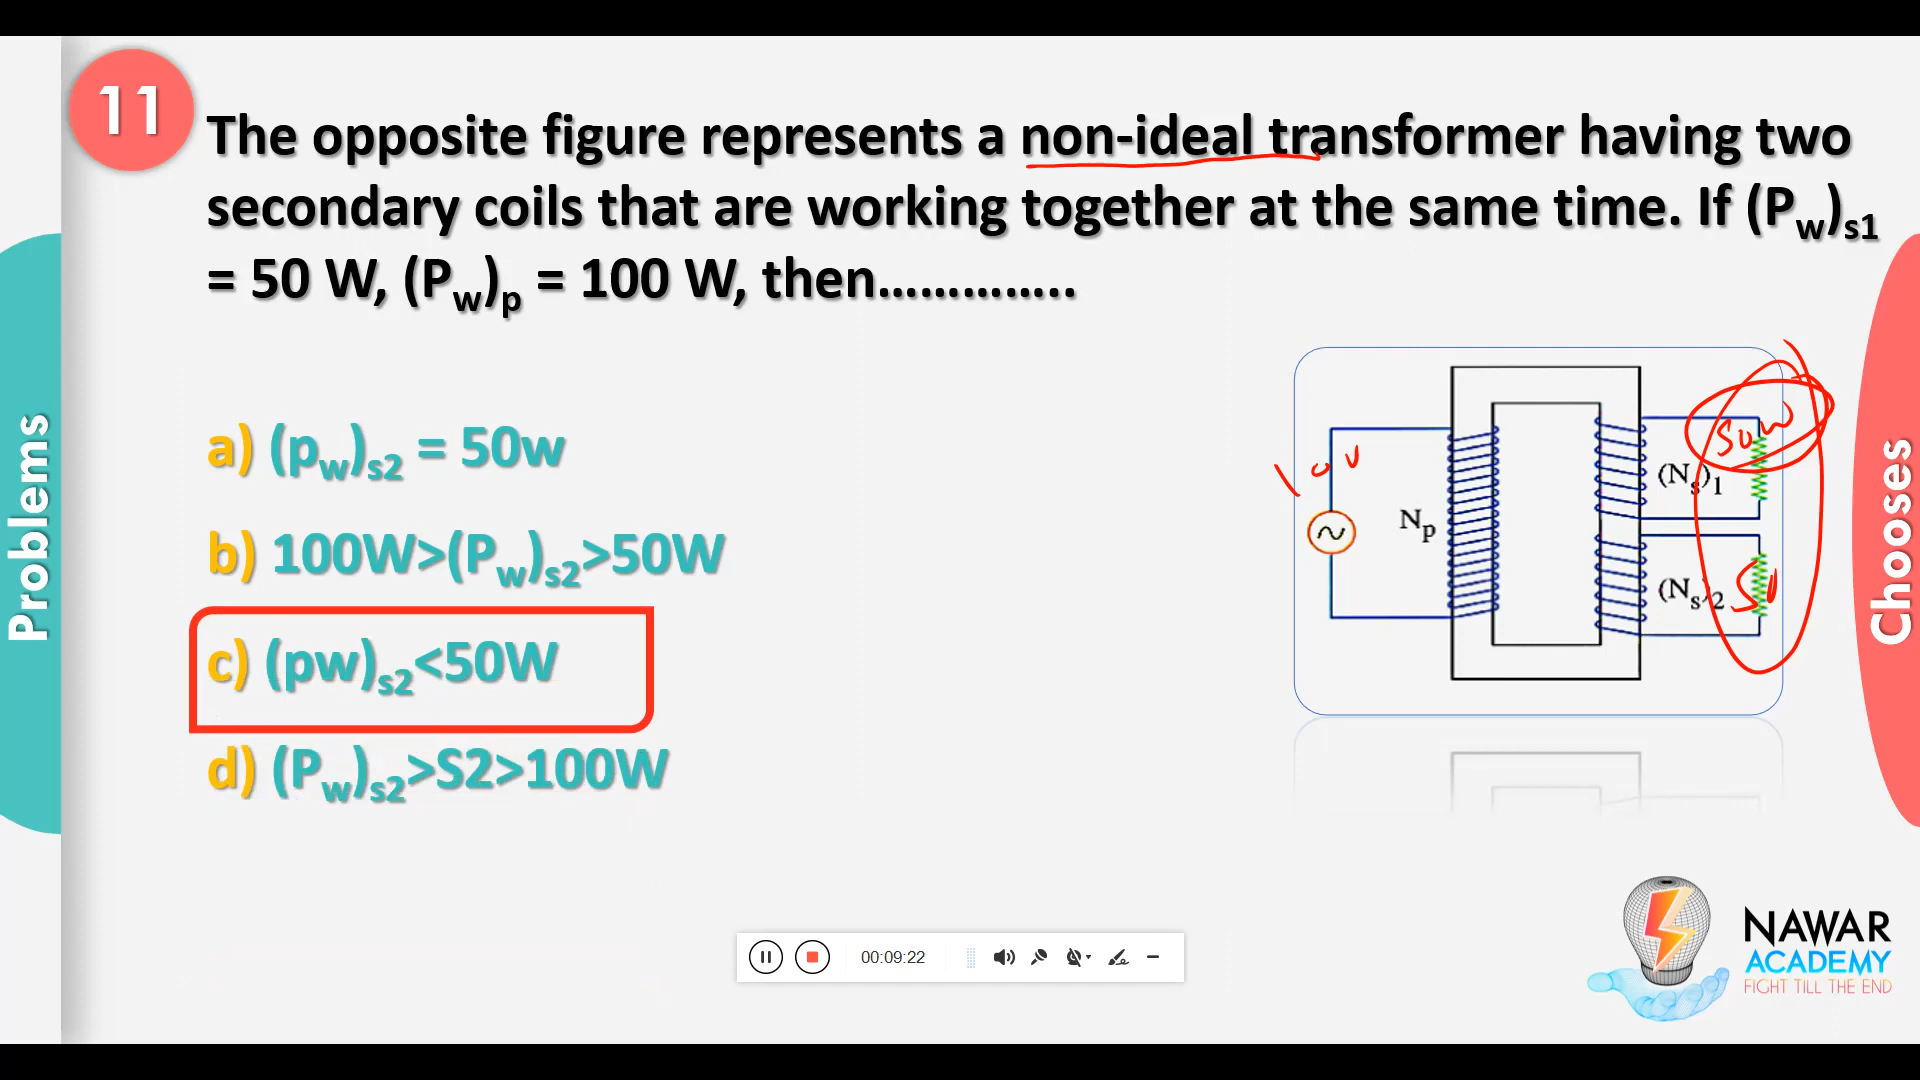 11
The opposite figure represents a non-ideal transformer having two
secondary coils that are working together at the same time. If (Pw)s1
= 50 W, (Pw)p = 100 W, then…………..
a) (pw)s2 = 50w
b) 100W>(Pw)s2>50W
c) (pw)s2<50W
d) (Pw)s2>S2>100W
Problems
Chooses
50W
(Ns)1
Np
(Ns)2
00:09:22
NAWAR
ACADEMY
FIGHT TILL THE END